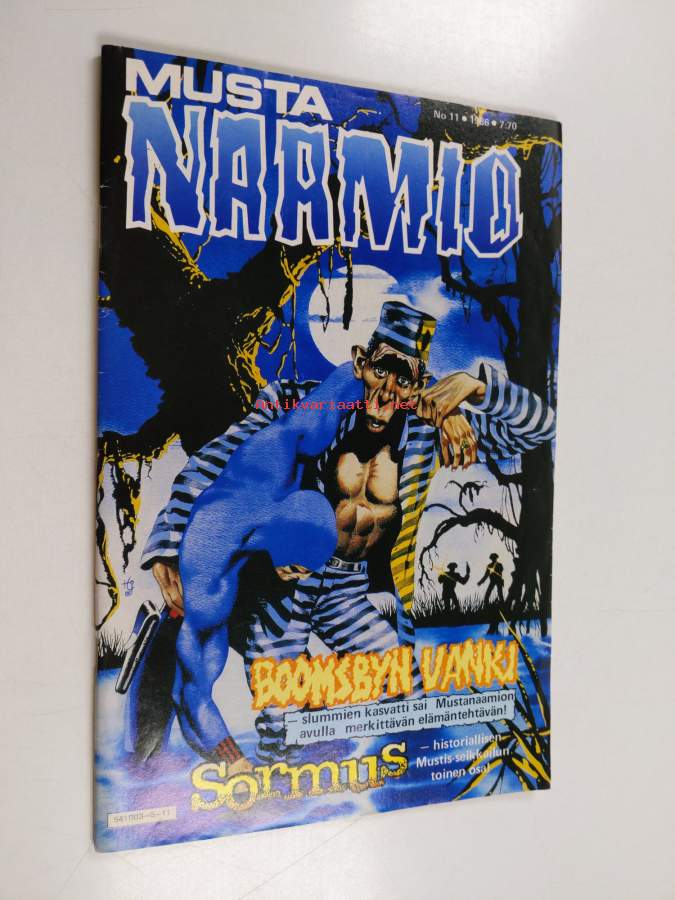 MUSTA
NAAMIO
No 11 • 1986 • 7:70
Antikvariaatti.net
BOOMSBYN VANKI
– slummien kasvatti sai Mustanaamion
avulla merkittävän elämäntehtävän!
Sormus
– historiallisen
Mustis-seikkailun
toinen osa!
541003-8-11